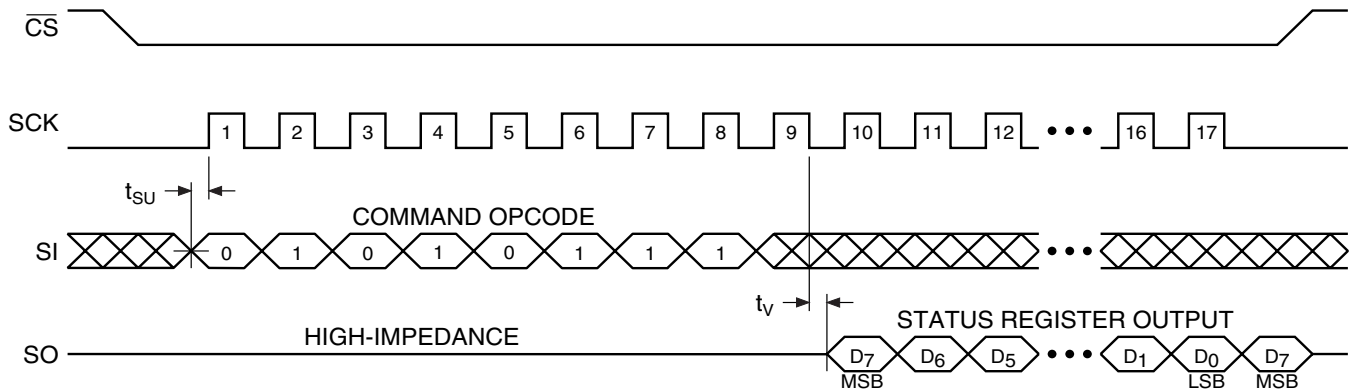 CS
SCK 1 2 3 4 5 6 7 8 9 10 11 12 ••• 16 17
tSU
COMMAND OPCODE
SI 0 1 0 1 0 1 1 1 •••
tV
HIGH-IMPEDANCE STATUS REGISTER OUTPUT
SO D7 D6 D5 ••• D1 D0 D7
MSB LSB MSB